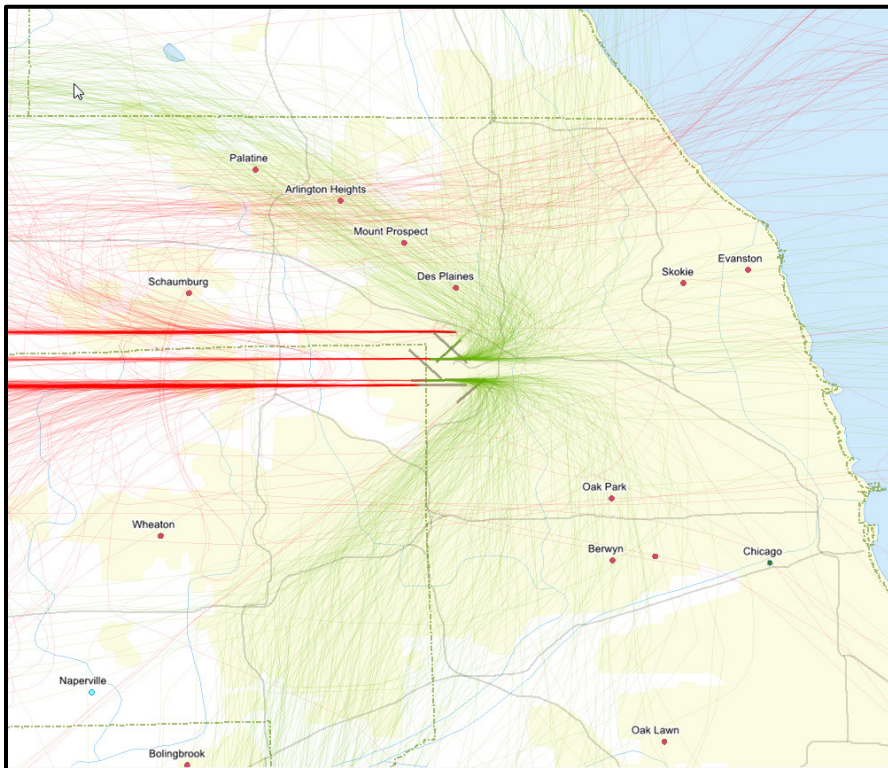 Palatine
Arlington Heights
Mount Prospect
Des Plaines
Evanston
Skokie
Schaumburg
Oak Park
Wheaton
Berwyn
Chicago
Naperville
Oak Lawn
Bolingbrook